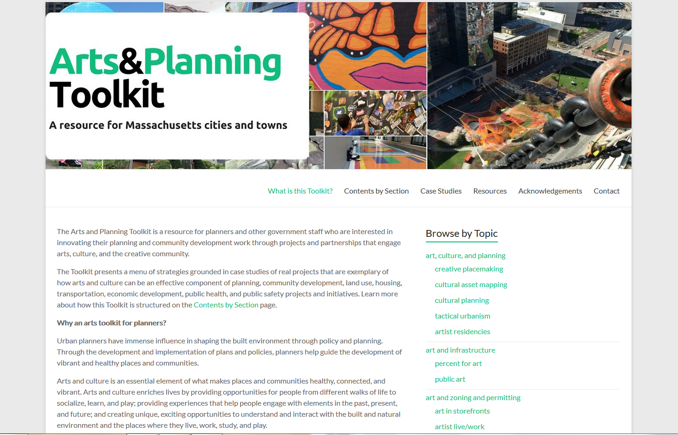 Arts&Planning
Toolkit
A resource for Massachusetts cities and towns
What is this Toolkit? Contents by Section Case Studies Resources Acknowledgements Contact
The Arts and Planning Toolkit is a resource for planners and other government staff who are interested in
innovating their planning and community development work through projects and partnerships that engage
arts, culture, and the creative community.
The Toolkit presents a menu of strategies grounded in case studies of real projects that are exemplary of
how arts and culture can be an effective component of planning, community development, land use, housing,
transportation, economic development, public health, and public safety projects and initiatives. Learn more
about how this Toolkit is structured on the Contents by Section page.
Why an arts toolkit for planners?
Urban planners have immense influence in shaping the built environment through policy and planning.
Through the development and implementation of plans and policies, planners help guide the development of
vibrant and healthy places and communities.
Arts and culture is an essential element of what makes places and communities healthy, connected, and
vibrant. Arts and culture enriches lives by providing opportunities for people from different walks of life to
socialize, learn, and play; providing experiences that help people engage with elements in the past, present,
and future; and creating unique, exciting opportunities to understand and interact with the built and natural
environment and the places where they live, work, study, and play.
Browse by Topic
art, culture, and planning
creative placemaking
cultural asset mapping
cultural planning
tactical urbanism
artist residencies
art and infrastructure
percent for art
public art
art and zoning and permitting
art in storefronts
artist live/work